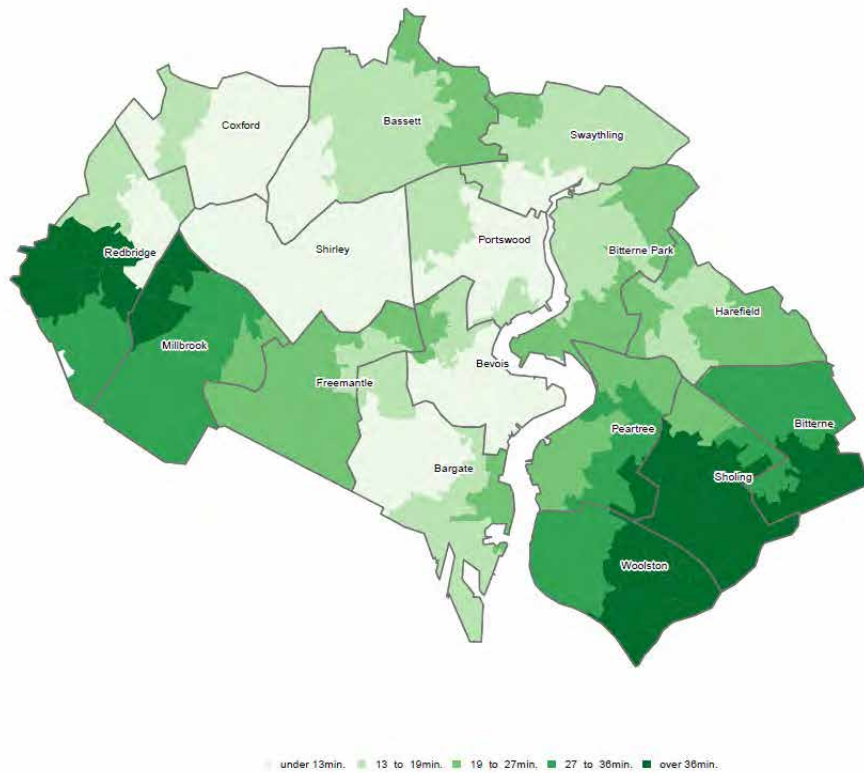 Coxford
Bassett
Swaythling
Redbridge
Shirley
Portswood
Bitterne Park
Harefield
Millbrook
Freemantle
Bevois
Peartree
Bitterne
Bargate
Sholing
Woolston
under 13min. 13 to 19min. 19 to 27min. 27 to 36min. over 36min.